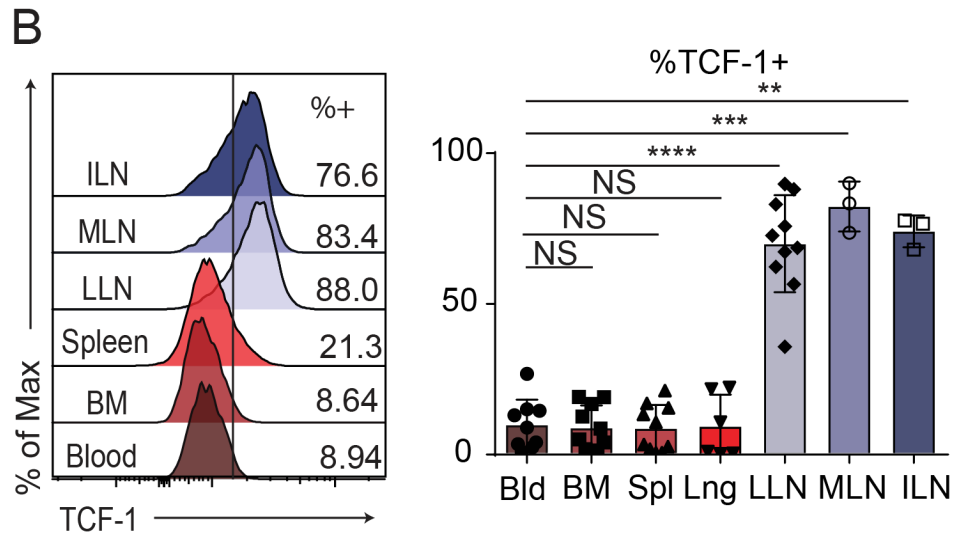 B
% of Max
%+
ILN 76.6
MLN 83.4
LLN 88.0
Spleen 21.3
BM 8.64
Blood 8.94
TCF-1
%TCF-1+
**
***
****
NS
NS
NS
100
50
0
Bld BM Spl Lng LLN MLN ILN